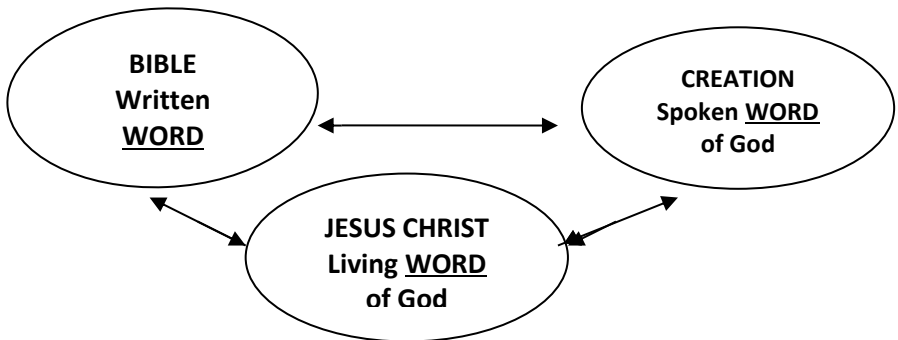 BIBLE
Written
WORD
CREATION
Spoken WORD
of God
JESUS CHRIST
Living WORD
of God